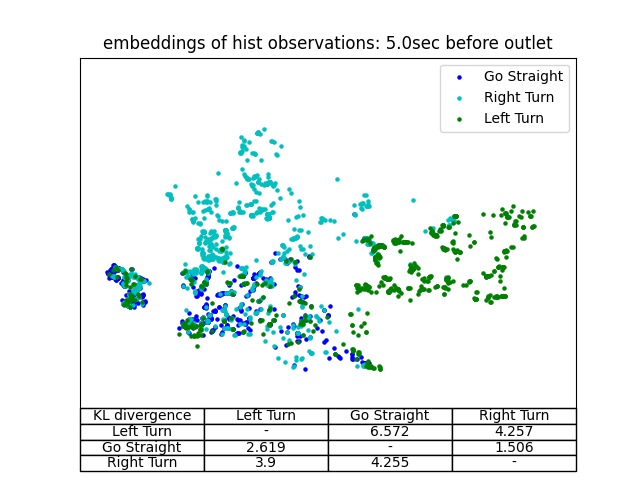 embeddings of hist observations: 5.0sec before outlet
Go Straight
Right Turn
Left Turn
KL divergence Left Turn Go Straight Right Turn
Left Turn - 6.572 4.257
Go Straight 2.619 - 1.506
Right Turn 3.9 4.255 -